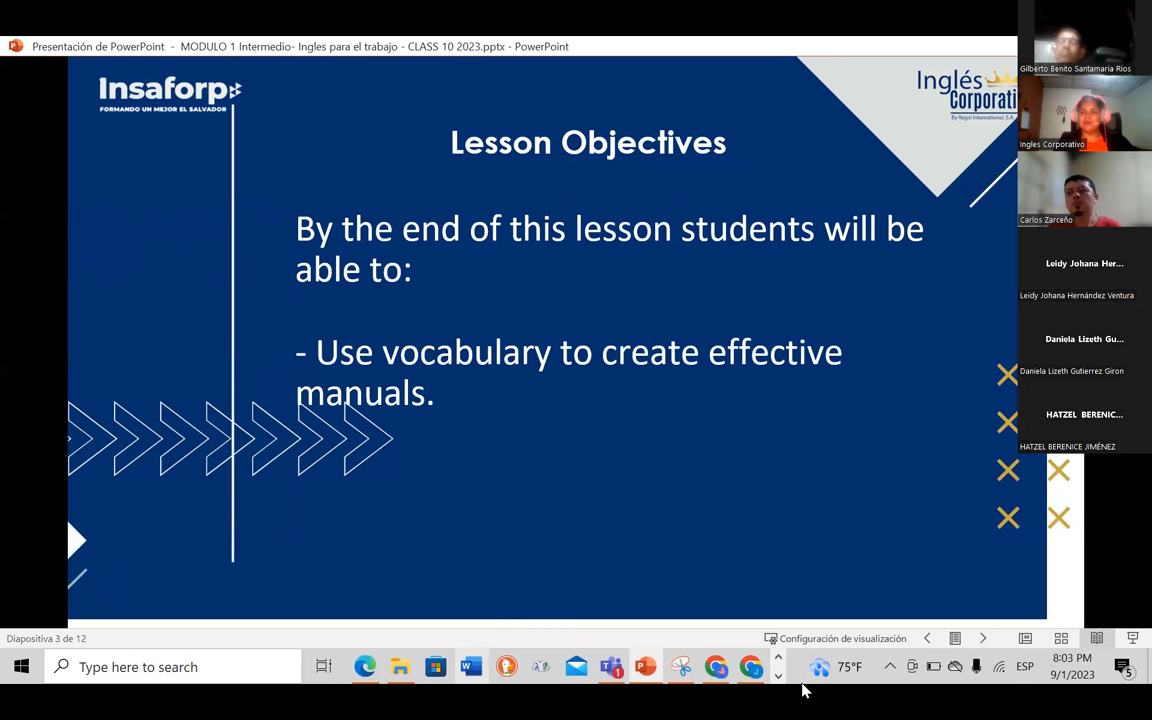 Presentación de PowerPoint - MODULO 1 Intermedio- Ingles para el trabajo - CLASS 10 2023.pptx - PowerPoint
Insaforp
FORMANDO UN MEJOR EL SALVADOR
Inglés
Corporati
By Regal International, S.A.
Lesson Objectives
By the end of this lesson students will be
able to:
- Use vocabulary to create effective
manuals.
Gilberto Benito Santamaria Rios
Ingles Corporativo
Carlos Zarceño
Leidy Johana Her...
Leidy Johana Hernández Ventura
Daniela Lizeth Gu...
Daniela Lizeth Gutierrez Giron
HATZEL BERENIC...
HATZEL BERENICE JIMÉNEZ
Diapositiva 3 de 12
Configuración de visualización
Type here to search
75°F
ESP
8:03 PM
9/1/2023
5
1